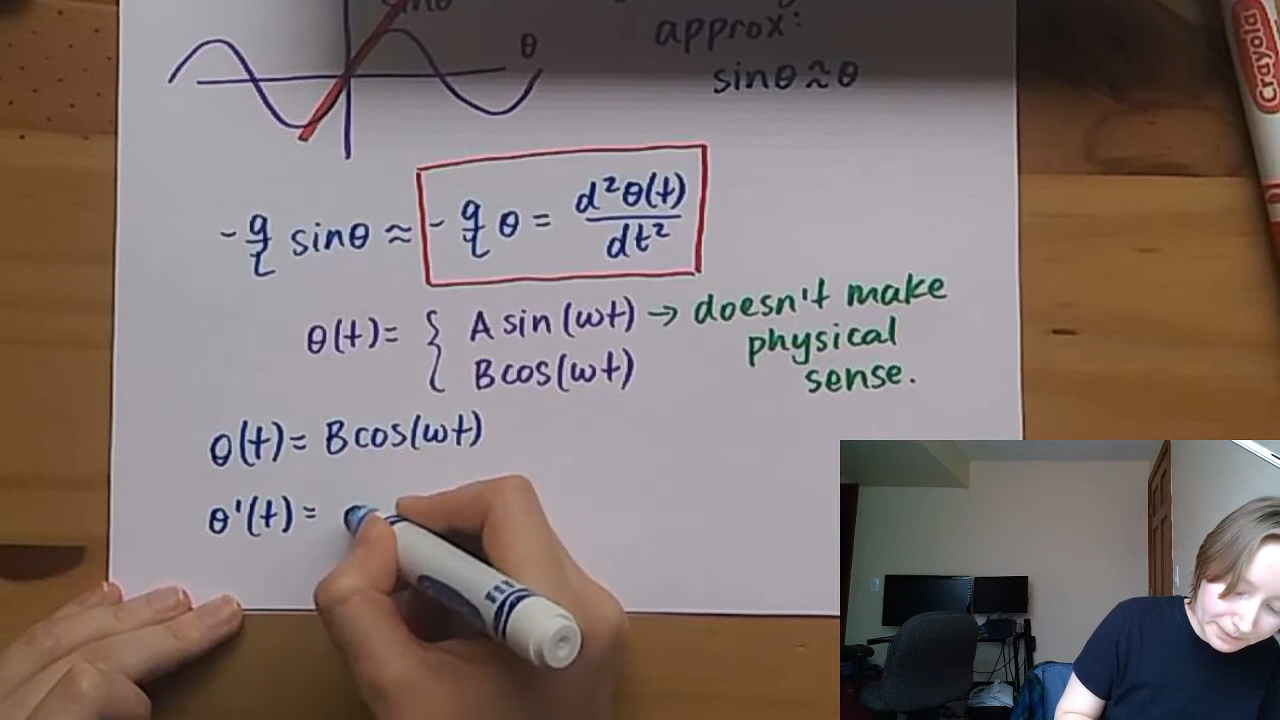 sinθ
θ
approx:
sinθ ≈ θ
-g/l sinθ ≈ -g/l θ = d²θ(t)/dt²
θ(t) = { A sin(ωt) → doesn't make
B cos(ωt) physical
sense.
θ(t) = B cos(ωt)
θ'(t) =
crayola